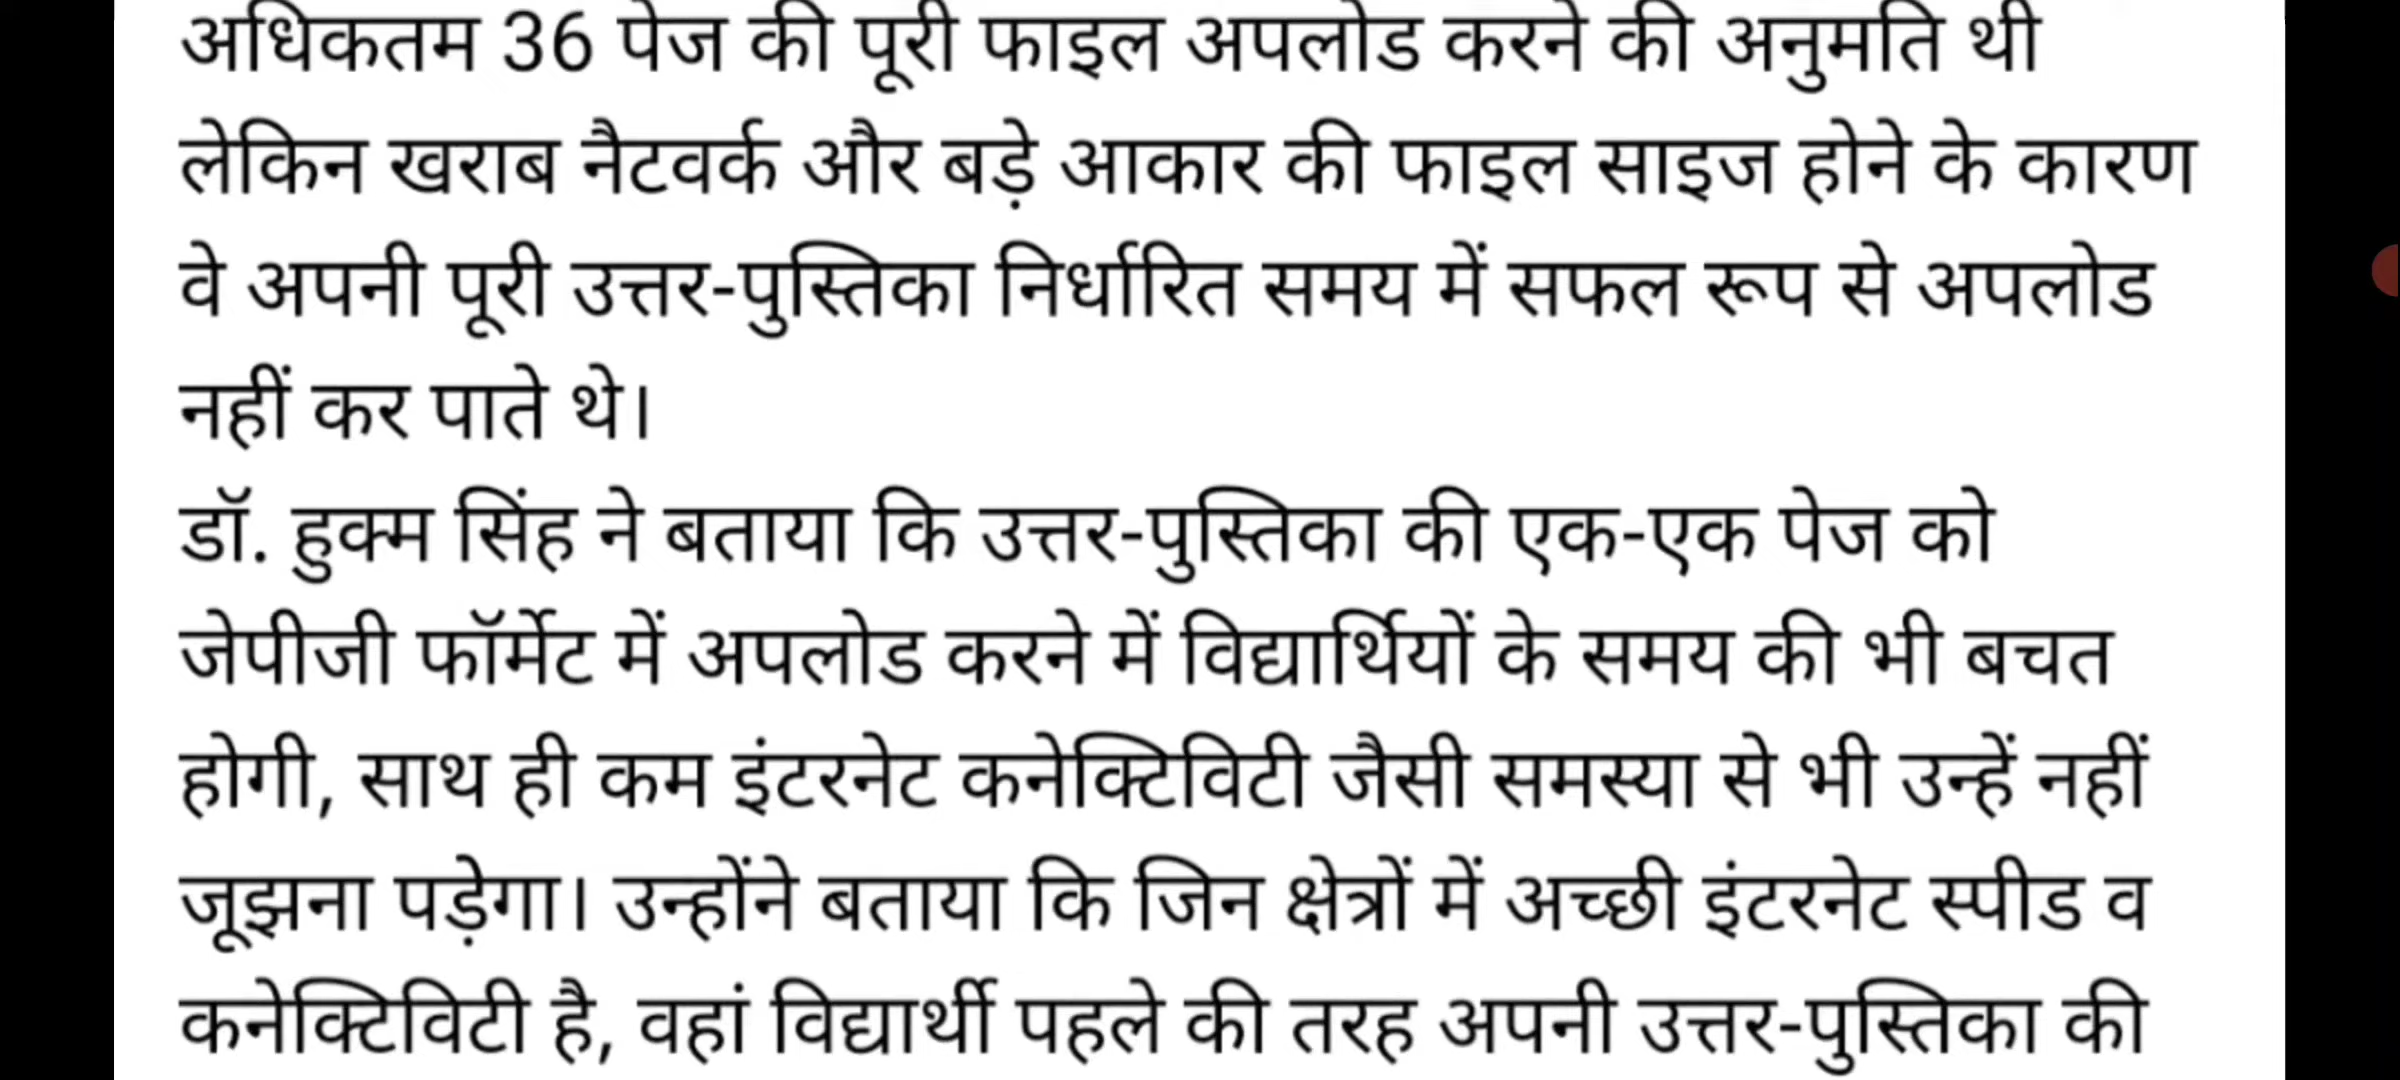 अधिकतम 36 पेज की पूरी फाइल अपलोड करने की अनुमति थी
लेकिन खराब नैटवर्क और बड़े आकार की फाइल साइज होने के कारण
वे अपनी पूरी उत्तर-पुस्तिका निर्धारित समय में सफल रूप से अपलोड
नहीं कर पाते थे।
डॉ. हुक्म सिंह ने बताया कि उत्तर-पुस्तिका की एक-एक पेज को
जेपीजी फॉर्मेट में अपलोड करने में विद्यार्थियों के समय की भी बचत
होगी, साथ ही कम इंटरनेट कनेक्टिविटी जैसी समस्या से भी उन्हें नहीं
जूझना पड़ेगा। उन्होंने बताया कि जिन क्षेत्रों में अच्छी इंटरनेट स्पीड व
कनेक्टिविटी है, वहां विद्यार्थी पहले की तरह अपनी उत्तर-पुस्तिका की